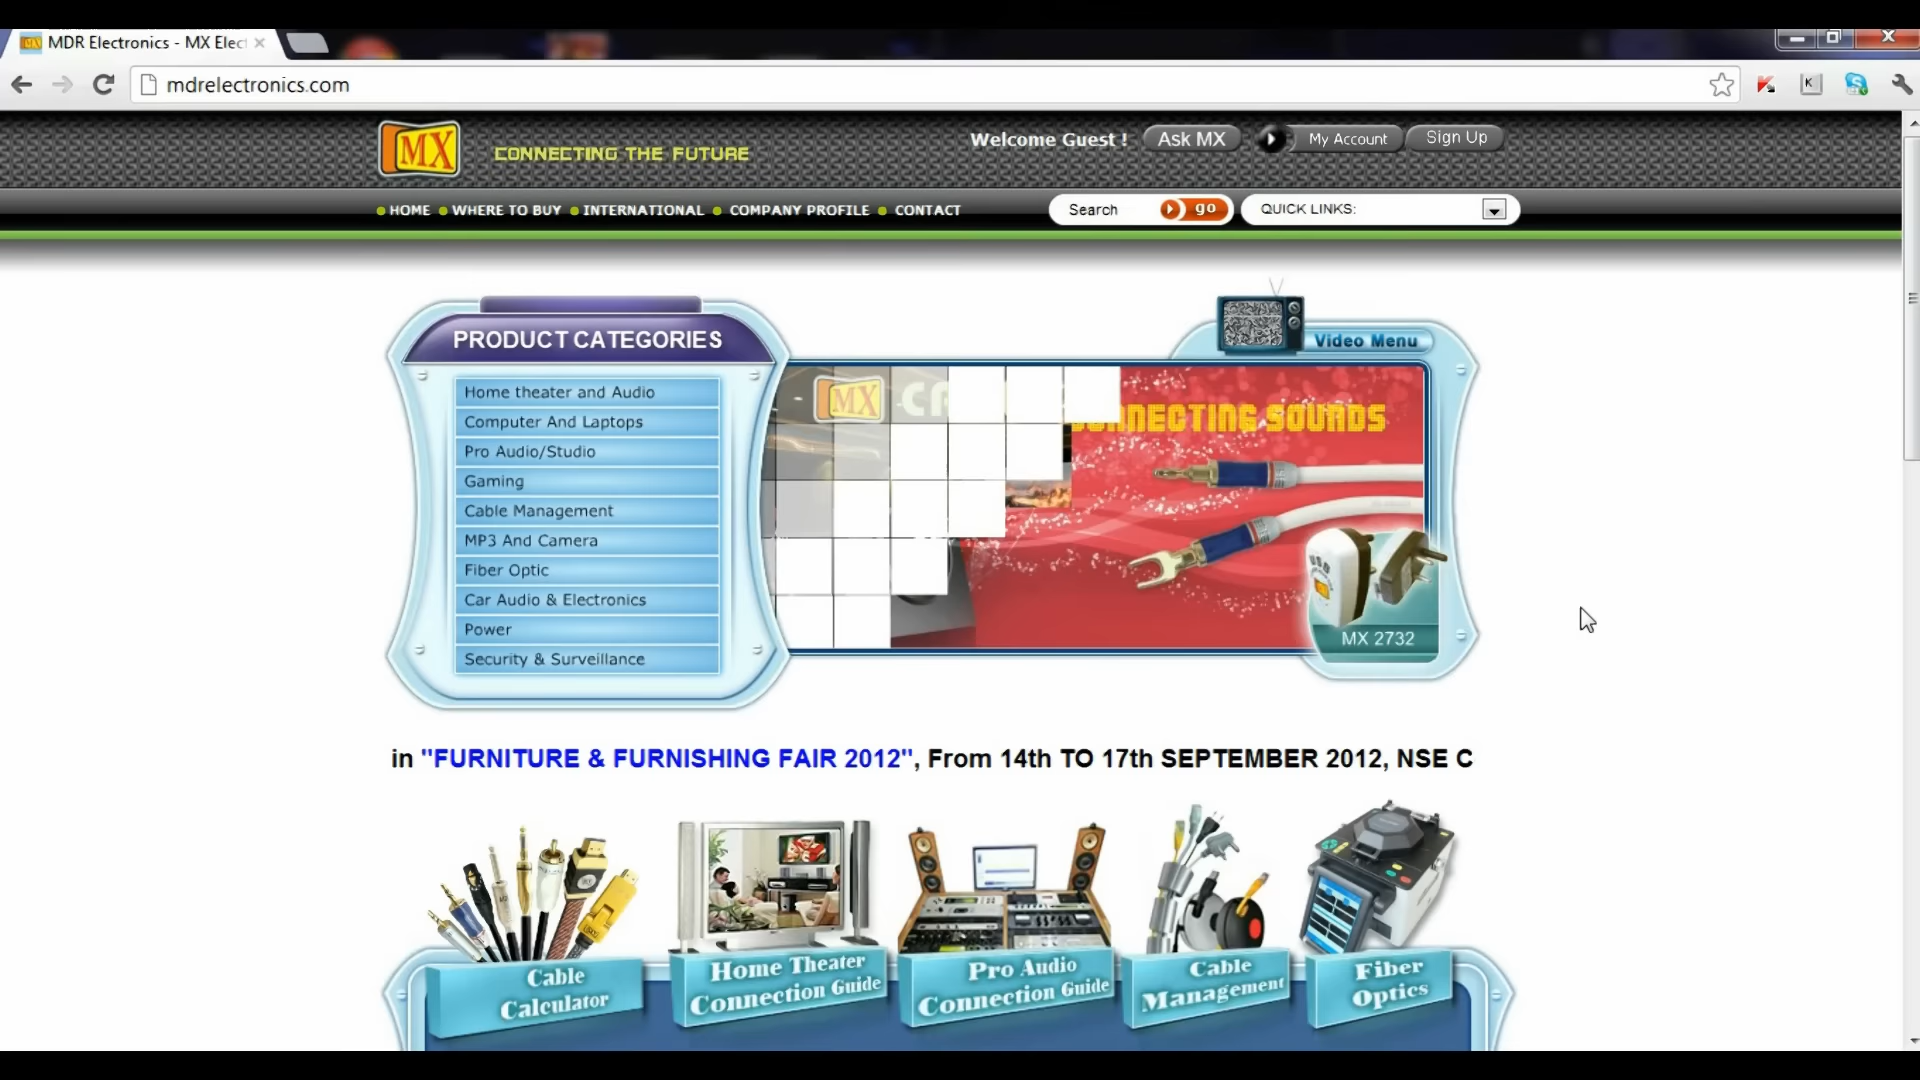 MDR Electronics - MX Elec
mdrelectronics.com
MX
CONNECTING THE FUTURE
Welcome Guest !
Ask MX
My Account
Sign Up
HOME
WHERE TO BUY
INTERNATIONAL
COMPANY PROFILE
CONTACT
Search
go
QUICK LINKS:
PRODUCT CATEGORIES
Home theater and Audio
Computer And Laptops
Pro Audio/Studio
Gaming
Cable Management
MP3 And Camera
Fiber Optic
Car Audio & Electronics
Power
Security & Surveillance
Video Menu
MX
CONNECTING SOUNDS
MX 2732
in "FURNITURE & FURNISHING FAIR 2012", From 14th TO 17th SEPTEMBER 2012, NSE C
Cable
Calculator
Home Theater
Connection Guide
Pro Audio
Connection Guide
Cable
Management
Fiber
Optics